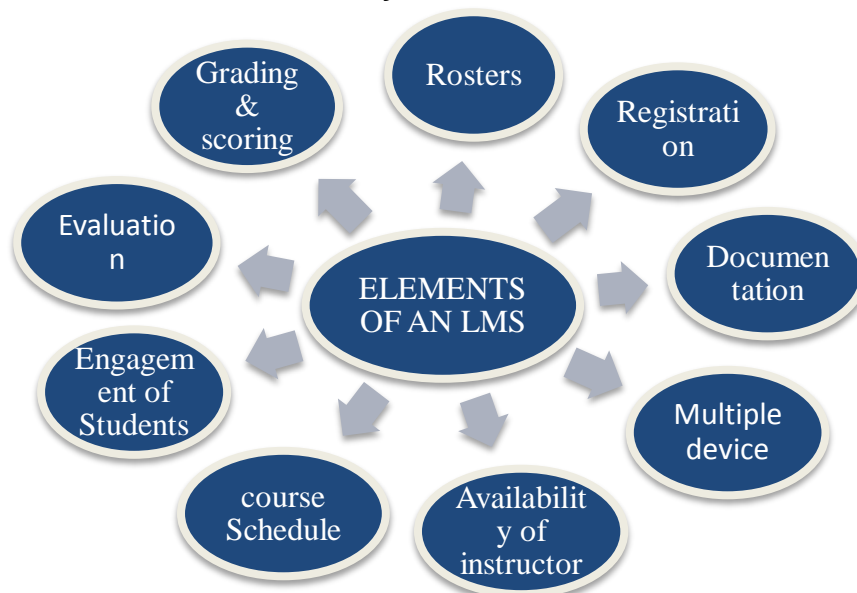 Grading
&
scoring
Rosters
Registrati
on
Documen
tation
Multiple
device
Availabilit
y of
instructor
course
Schedule
Engagem
ent of
Students
Evaluatio
n
ELEMENTS
OF AN LMS